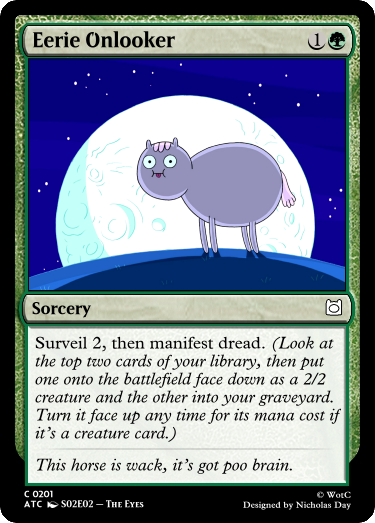 Eerie Onlooker 1
Sorcery
Surveil 2, then manifest dread. (Look at
the top two cards of your library, then put
one onto the battlefield face down as a 2/2
creature and the other into your graveyard.
Turn it face up any time for its mana cost if
it's a creature card.)
This horse is wack, it's got poo brain.
C 0201 © WotC
ATC S02E02 — The Eyes Designed by Nicholas Day